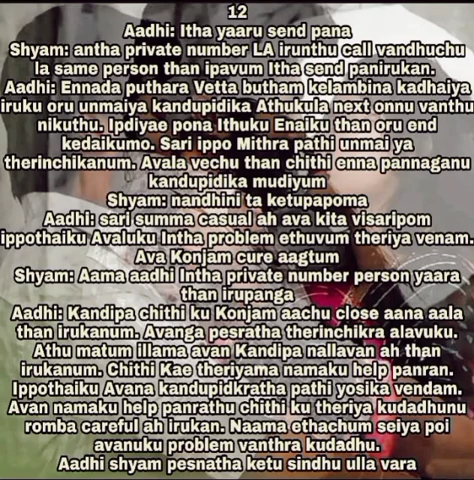 12
Aadhi: Itha yaaru send pana
Shyam: antha private number LA irunthu call vandhuchu
la same person than ipavum Itha send panirukan.
Aadhi: Ennada puthara Vetta butham kelambina kadhaiya
iruku oru unmaiya kandupidika Athukula next onnu vanthu
nikuthu. Ipdiyae pona Ithuku Enaiku than oru end
kedaikumo. Sari ippo Mithra pathi unmai ya
therinchikanum. Avala vechu than chithi enna pannaganu
kandupidika mudiyum
Shyam: nandhini ta ketupapoma
Aadhi: sari summa casual ah ava kita visaripom
ippothaiku Avaluku Intha problem ethuvum theriya venam.
Ava Konjam cure aagtum
Shyam: Aama aadhi Intha private number person yaara
than irupanga
Aadhi: Kandipa chithi ku Konjam aachu close aana aala
than irukanum. Avanga pesratha therinchikra alavuku.
Athu matum illama avan Kandipa nallavan ah than
irukanum. Chithi Kae theriyama namaku help panran.
Ippothaiku Avana kandupidkratha pathi yosika vendam.
Avan namaku help panrathu chithi ku theriya kudadhunu
romba careful ah irukan. Naama ethachum seiya poi
avanuku problem vanthra kudadhu.
Aadhi shyam pesnatha ketu sindhu ulla vara